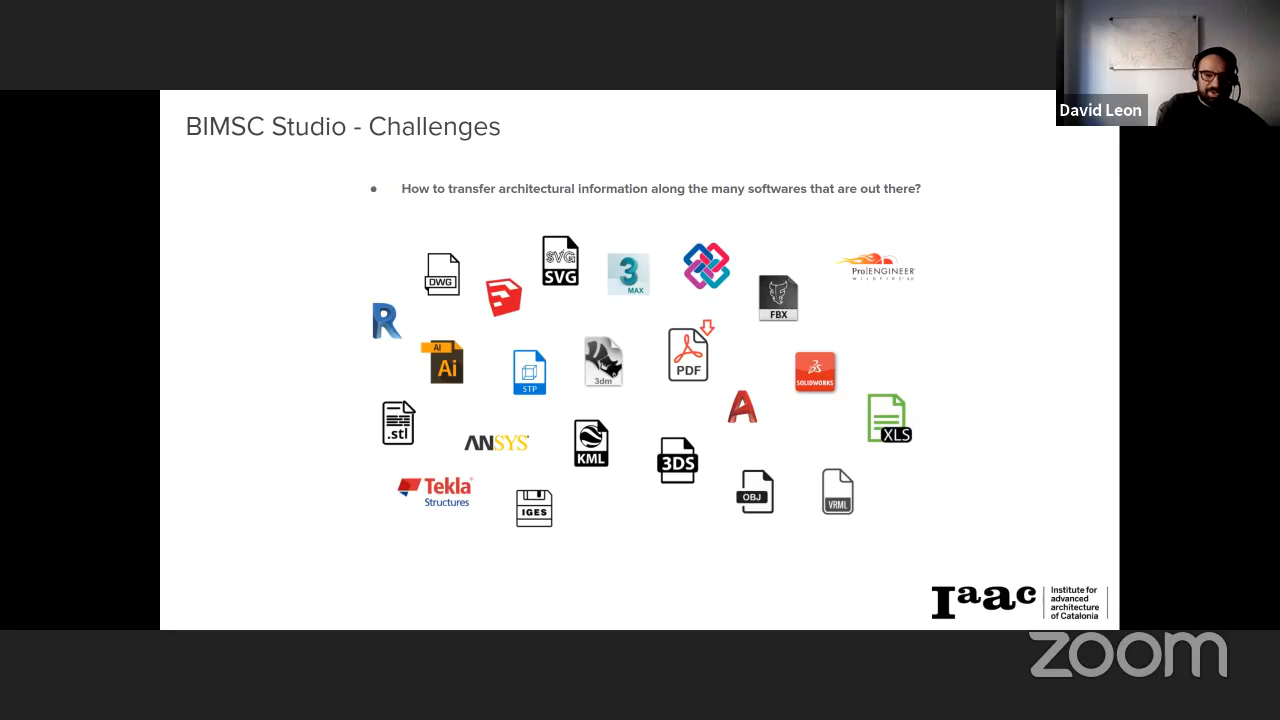 David Leon
BIMSC Studio - Challenges
● How to transfer architectural information along the many softwares that are out there?
SVG
SVG
DWG
3
MAX
Pro|ENGINEER
WILDFIRE 4.0
FBX
R
Ai
Ai
STP
3dm
PDF
SOLIDWORKS
A
.stl
XLS
ANSYS
KML
3DS
Tekla
Structures
IGES
OBJ
VRML
Iaac
Institute for
advanced
architecture
of Catalonia
zoom